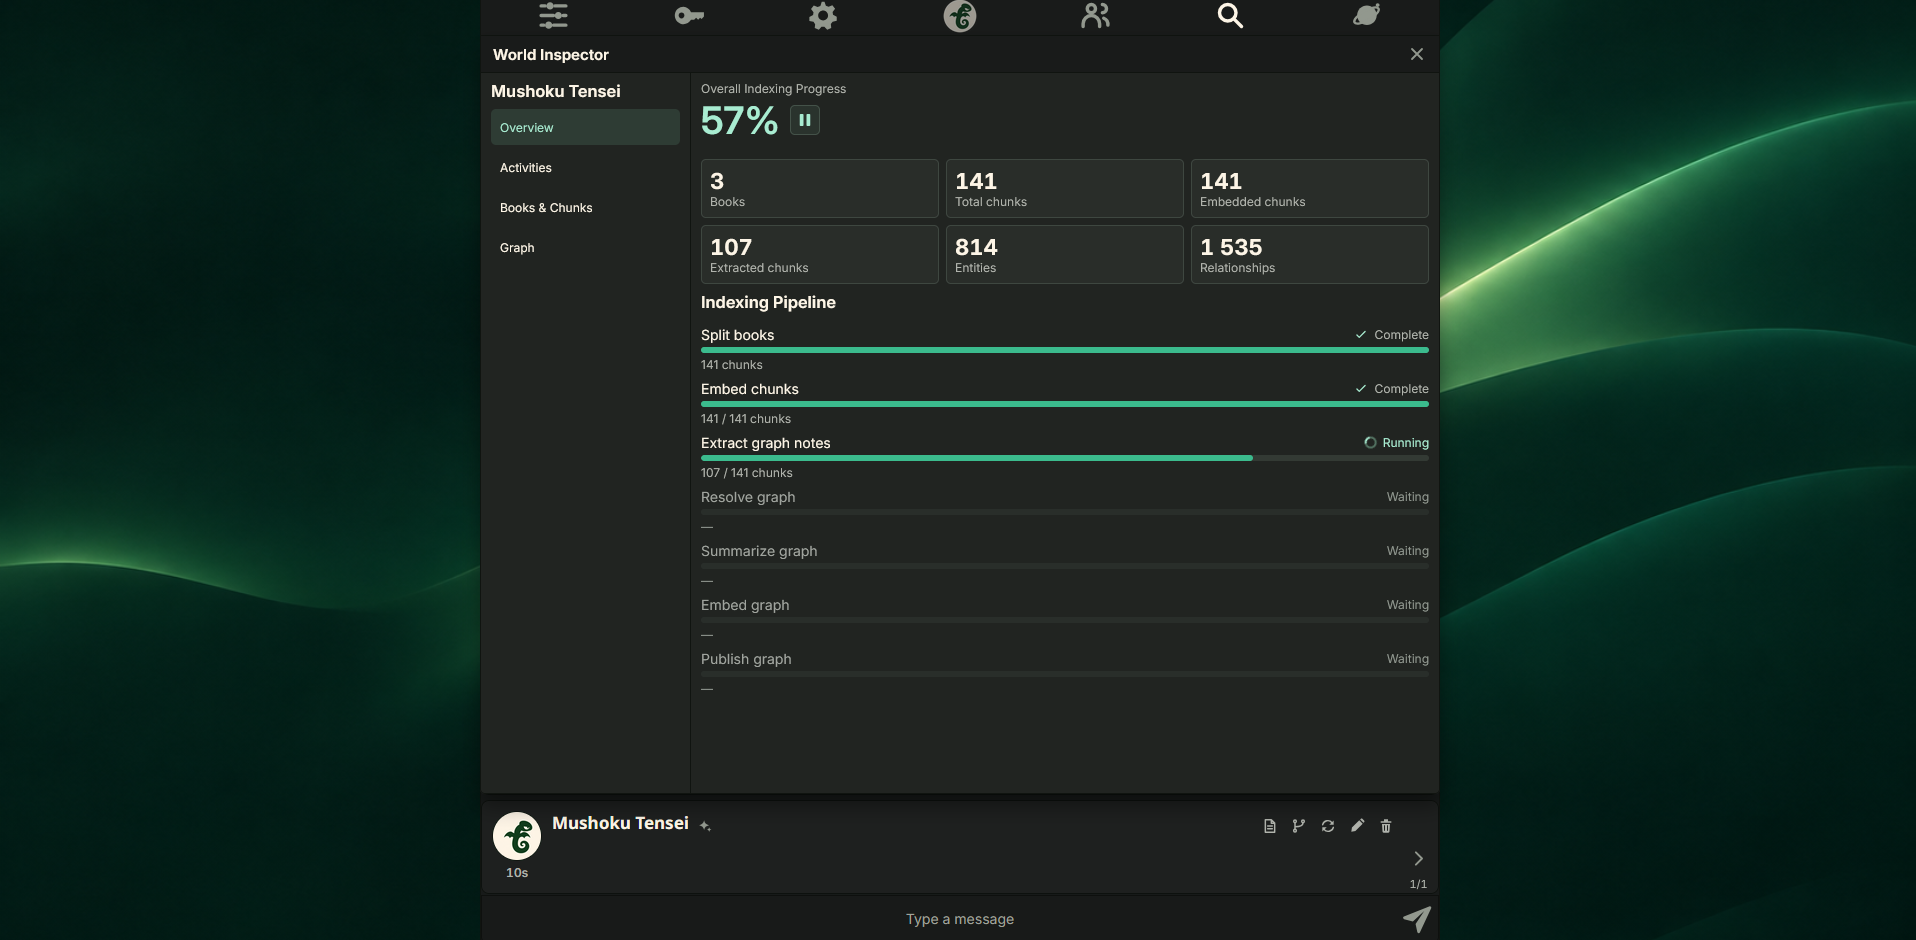 World Inspector
Mushoku Tensei
Overview
Activities
Books & Chunks
Graph
Overall Indexing Progress
57%
3
Books
141
Total chunks
141
Embedded chunks
107
Extracted chunks
814
Entities
1 535
Relationships
Indexing Pipeline
Split books
Complete
141 chunks
Embed chunks
Complete
141 / 141 chunks
Extract graph notes
Running
107 / 141 chunks
Resolve graph
Waiting
—
Summarize graph
Waiting
—
Embed graph
Waiting
—
Publish graph
Waiting
—
Mushoku Tensei
10s
1/1
Type a message